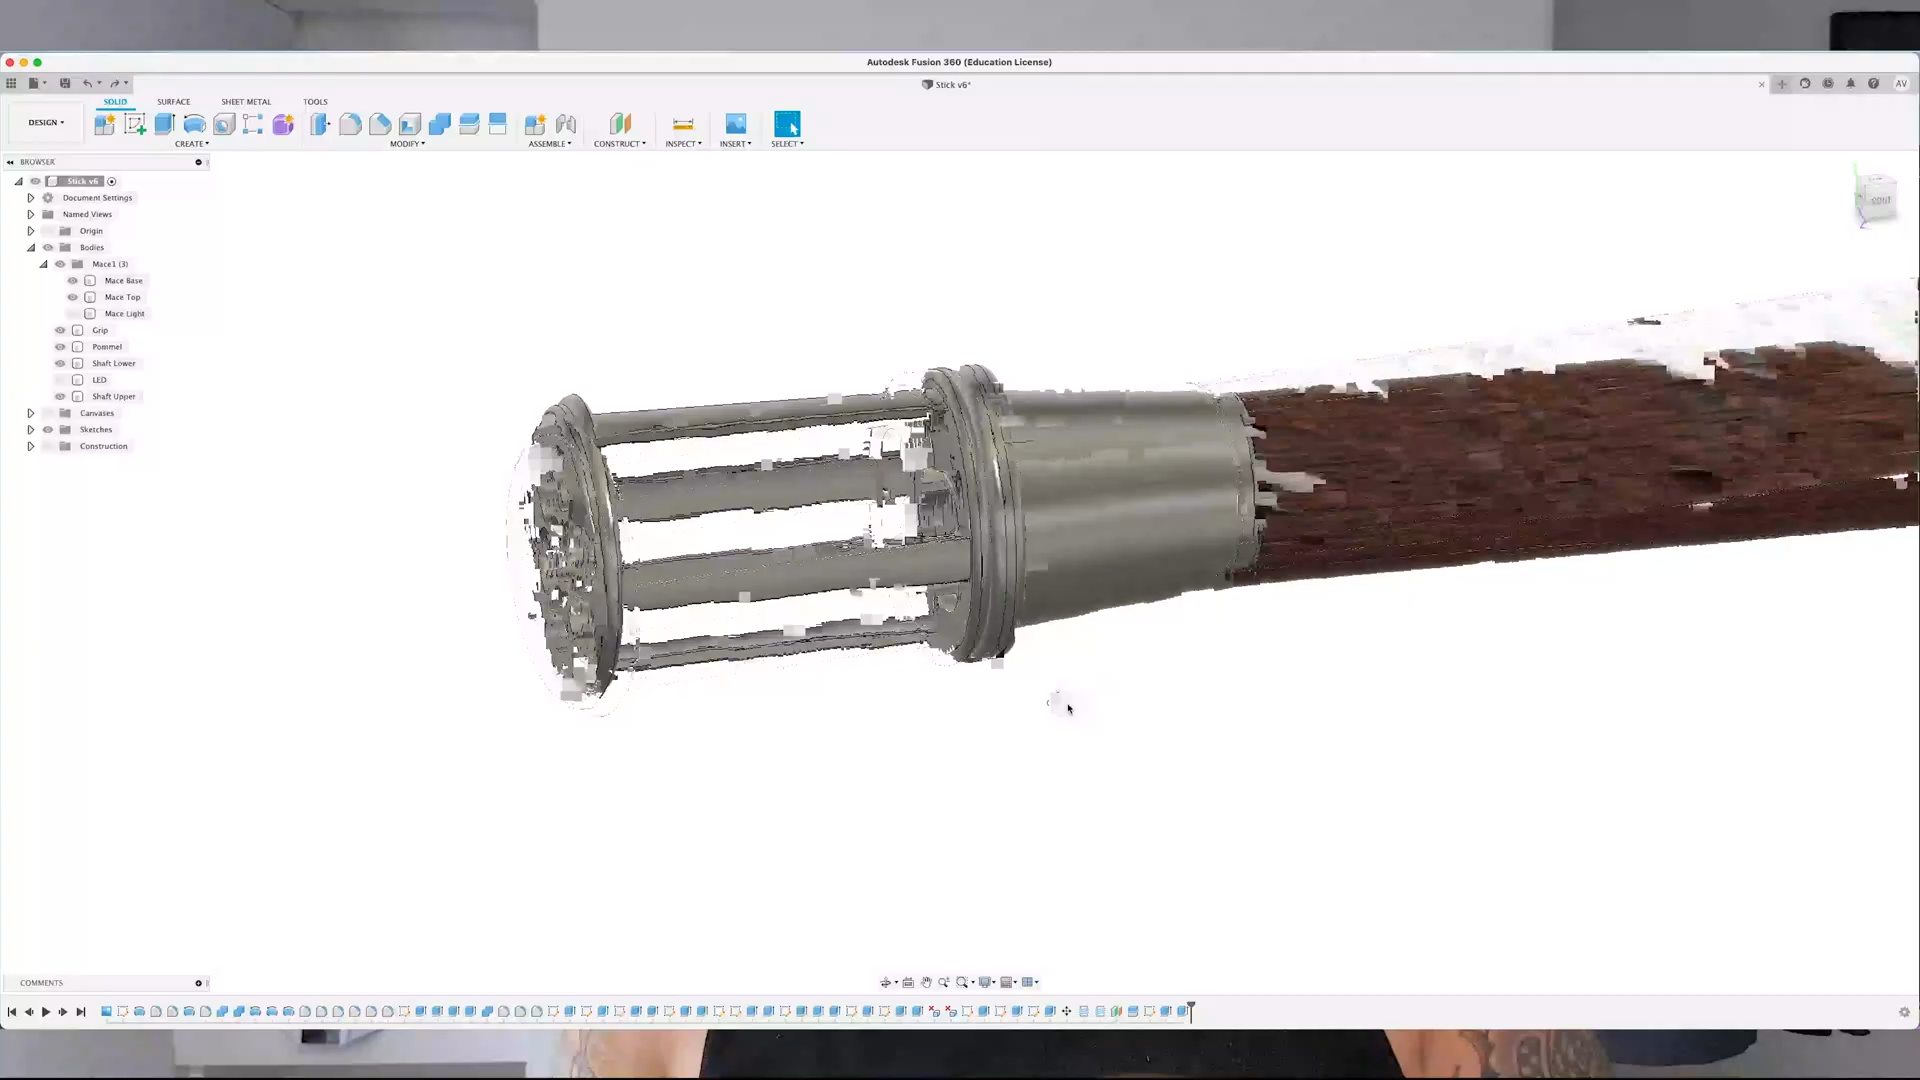 Autodesk Fusion 360 (Education License)
Stick v6*
AV
SOLID
SURFACE
SHEET METAL
TOOLS
DESIGN
CREATE
MODIFY
ASSEMBLE
CONSTRUCT
INSPECT
INSERT
SELECT
BROWSER
Stick v6
Document Settings
Named Views
Origin
Bodies
Mace1 (3)
Mace Base
Mace Top
Mace Light
Grip
Pommel
Shaft Lower
LED
Shaft Upper
Canvases
Sketches
Construction
COMMENTS